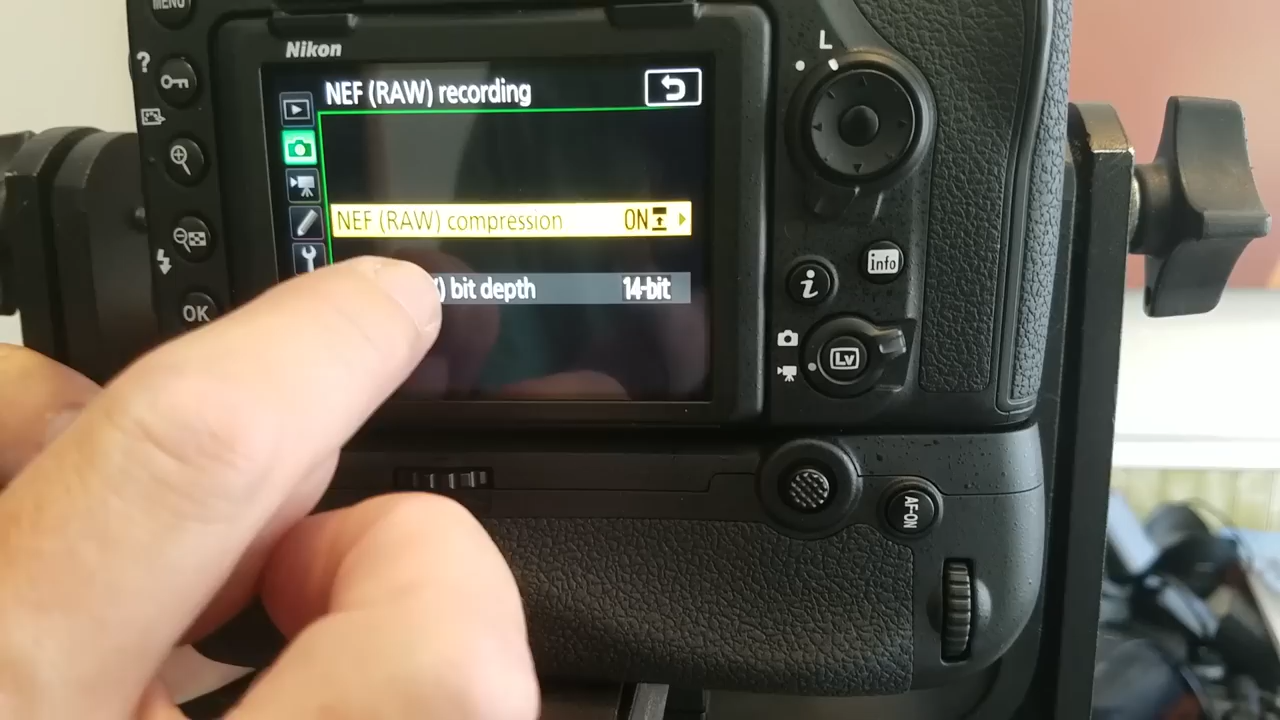 MENU
Nikon
L
?
NEF (RAW) recording
NEF (RAW) compression ON
bit depth 14-bit
i
info
OK
Lv
AF-ON